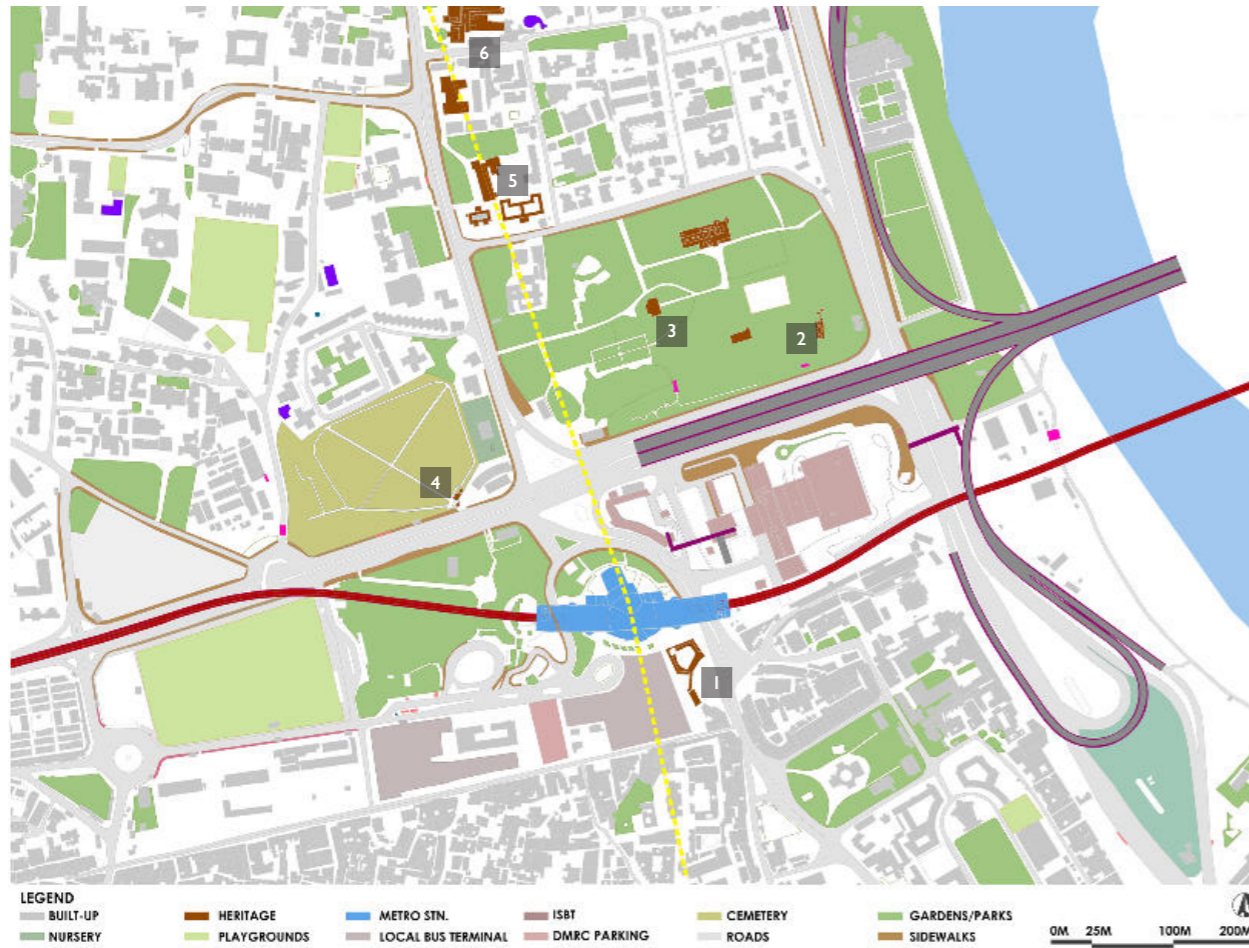 6
5
3
2
4
1
LEGEND
BUILT-UP HERITAGE METRO STN. ISBT CEMETERY GARDENS/PARKS
NURSERY PLAYGROUNDS LOCAL BUS TERMINAL DMRC PARKING ROADS SIDEWALKS
0M 25M 100M 200M